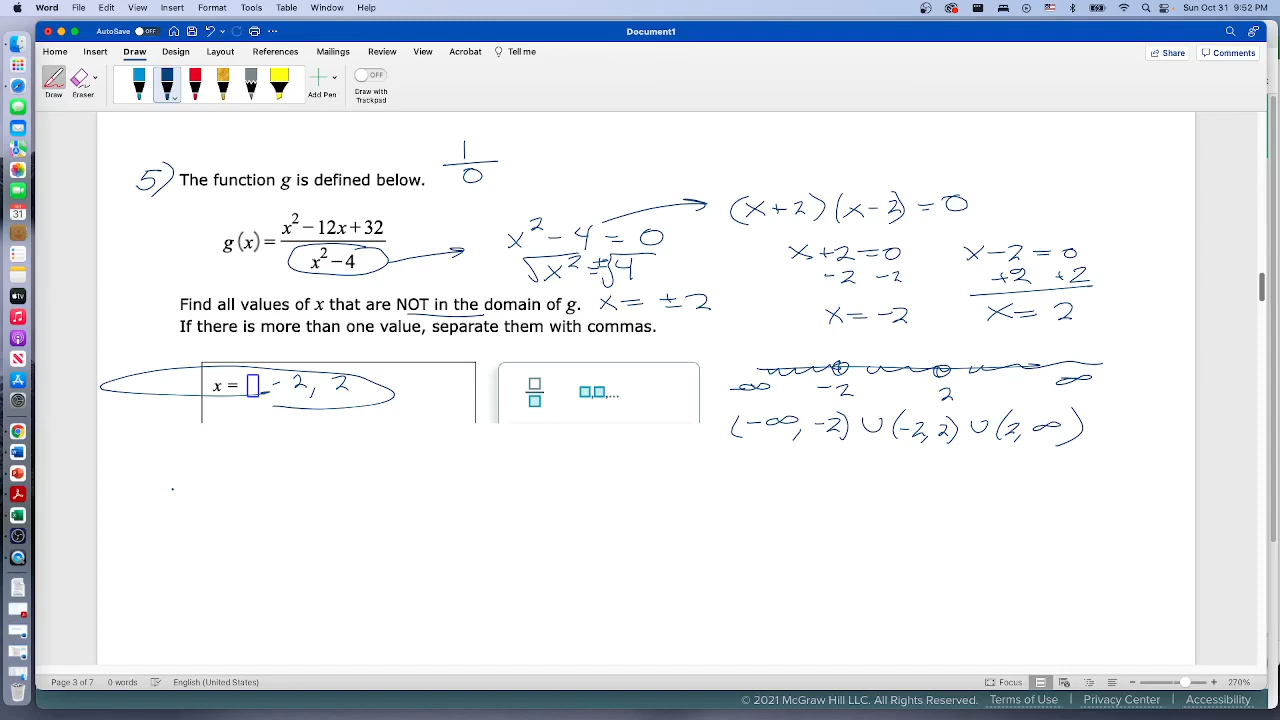 Word File Edit View Insert Format Tools Table Window Help Sun Oct 31 9:52 PM
AutoSave OFF Document1
Home Insert Draw Design Layout References Mailings Review View Acrobat Tell me Share Comments
Draw Eraser Add Pen Draw with Trackpad OFF
5) The function g is defined below.
1/0
g(x) = (x² − 12x + 32)/(x² − 4)
Find all values of x that are NOT in the domain of g.
If there is more than one value, separate them with commas.
x = □ -2, 2
□/□ □,□,...
x² − 4 = 0
√x² = ±√4
x = ±2
(x+2)(x-2) = 0
x+2=0 x-2=0
-2 -2 +2 +2
x = -2 x = 2
-∞ -2 2 ∞
(-∞, -2) ∪ (-2, 2) ∪ (2, ∞)
Page 3 of 7 0 words English (United States) Focus 270%
© 2021 McGraw Hill LLC. All Rights Reserved. Terms of Use | Privacy Center | Accessibility